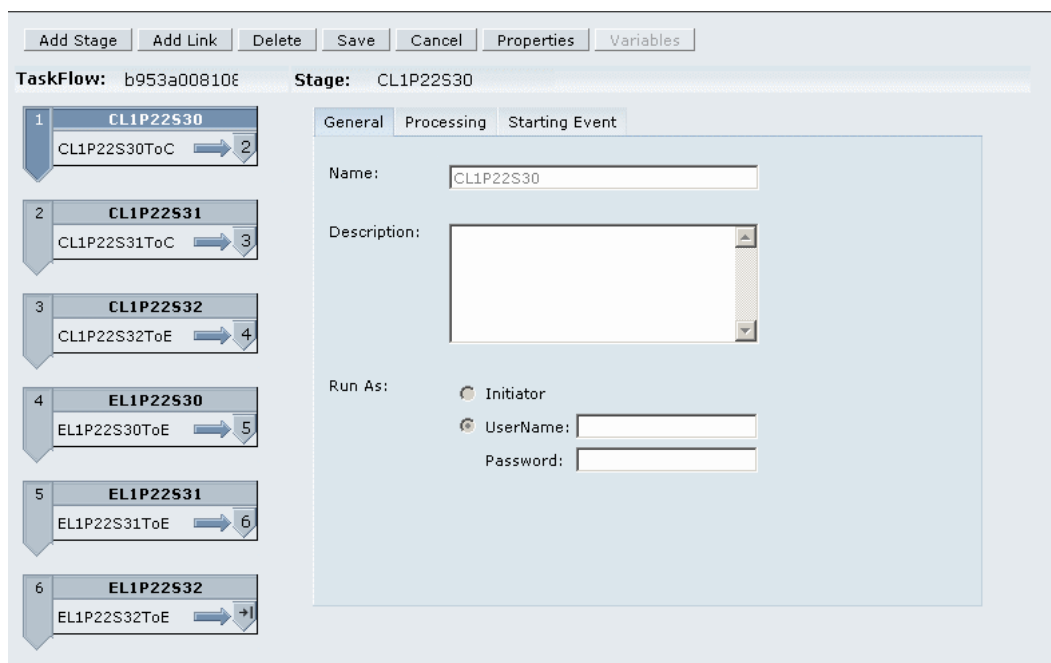 Add Stage Add Link Delete Save Cancel Properties Variables
TaskFlow: b953a008108 Stage: CL1P22S30
1 CL1P22S30
CL1P22S30ToC 2
2 CL1P22S31
CL1P22S31ToC 3
3 CL1P22S32
CL1P22S32ToE 4
4 EL1P22S30
EL1P22S30ToE 5
5 EL1P22S31
EL1P22S31ToE 6
6 EL1P22S32
EL1P22S32ToE
General Processing Starting Event
Name: CL1P22S30
Description:
Run As: Initiator
UserName:
Password: